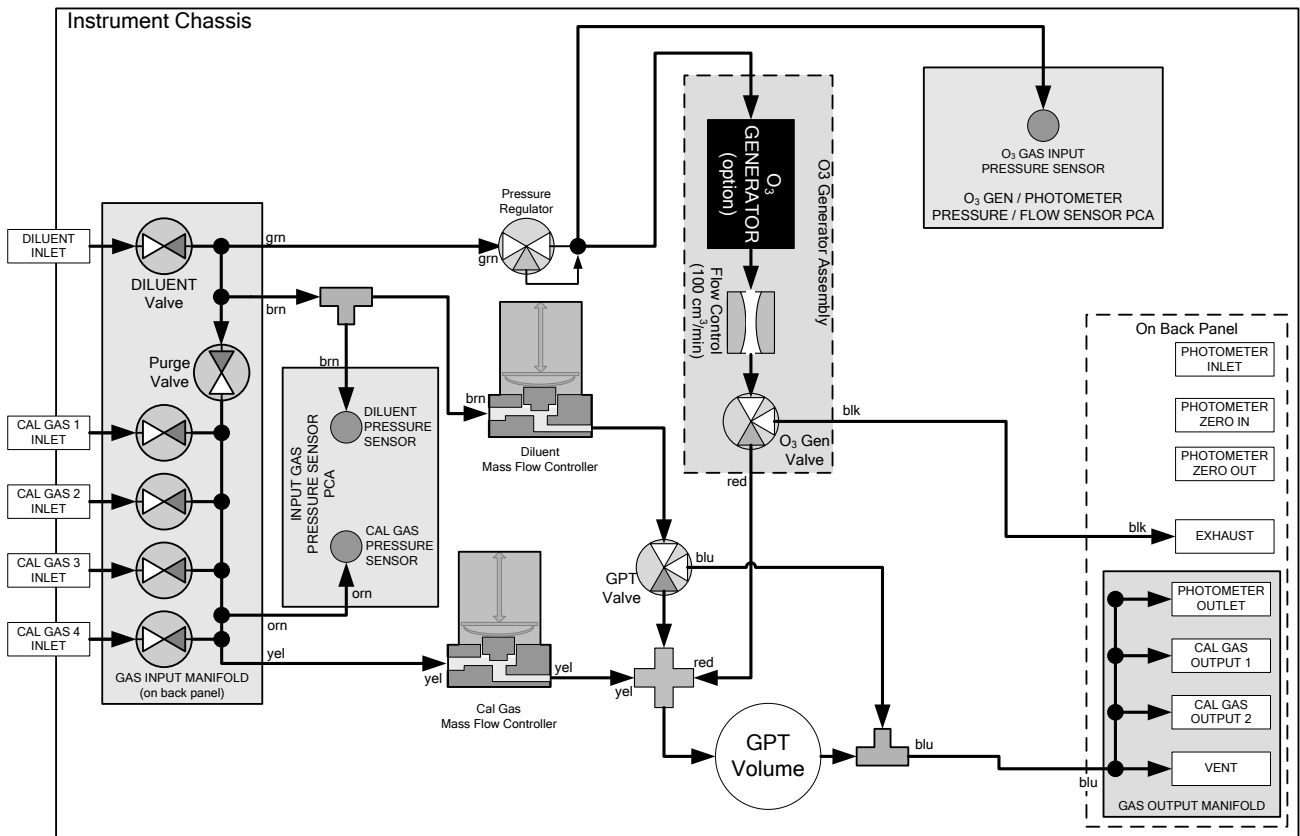 Instrument Chassis
DILUENT
INLET
DILUENT
Valve
grn
brn
Purge
Valve
CAL GAS 1
INLET
CAL GAS 2
INLET
CAL GAS 3
INLET
CAL GAS 4
INLET
GAS INPUT MANIFOLD
(on back panel)
orn
yel
grn
Pressure
Regulator
brn
brn
INPUT GAS
PRESSURE SENSOR
PCA
DILUENT
PRESSURE
SENSOR
CAL GAS
PRESSURE
SENSOR
orn
Diluent
Mass Flow Controller
yel
yel
Cal Gas
Mass Flow Controller
O₃
GENERATOR
(option)
Flow Control
(100 cm³/min)
O3 Generator Assembly
O₃ Gen
Valve
blk
red
GPT
Valve
blu
red
yel
GPT
Volume
blu
blu
O₃ GAS INPUT
PRESSURE SENSOR
O₃ GEN / PHOTOMETER
PRESSURE / FLOW SENSOR PCA
On Back Panel
PHOTOMETER
INLET
PHOTOMETER
ZERO IN
PHOTOMETER
ZERO OUT
blk
EXHAUST
PHOTOMETER
OUTLET
CAL GAS
OUTPUT 1
CAL GAS
OUTPUT 2
VENT
GAS OUTPUT MANIFOLD